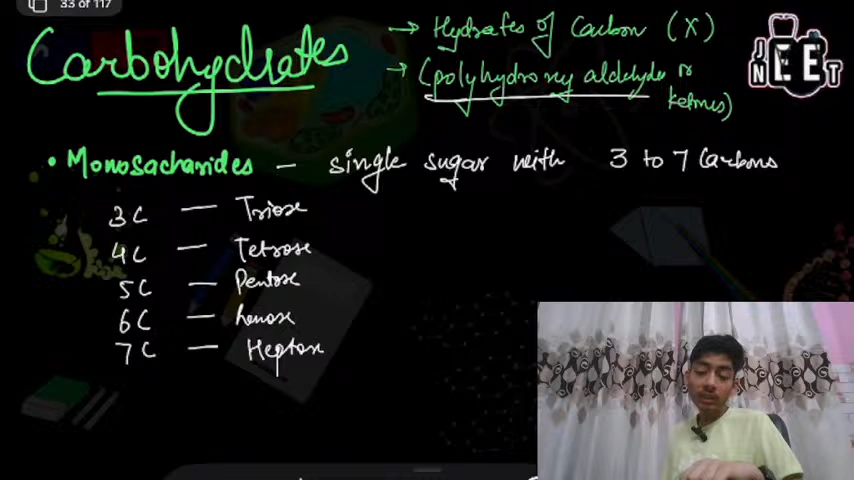 33 of 117
Carbohydrates
→ Hydrates of Carbon (X)
→ (polyhydroxy aldehyde or
ketones)
JN NEET
• Monosacharides – single sugar with 3 to 7 Carbons
3C — Triose
4C — Tetrose
5C — Pentose
6C — hexose
7C — Heptose